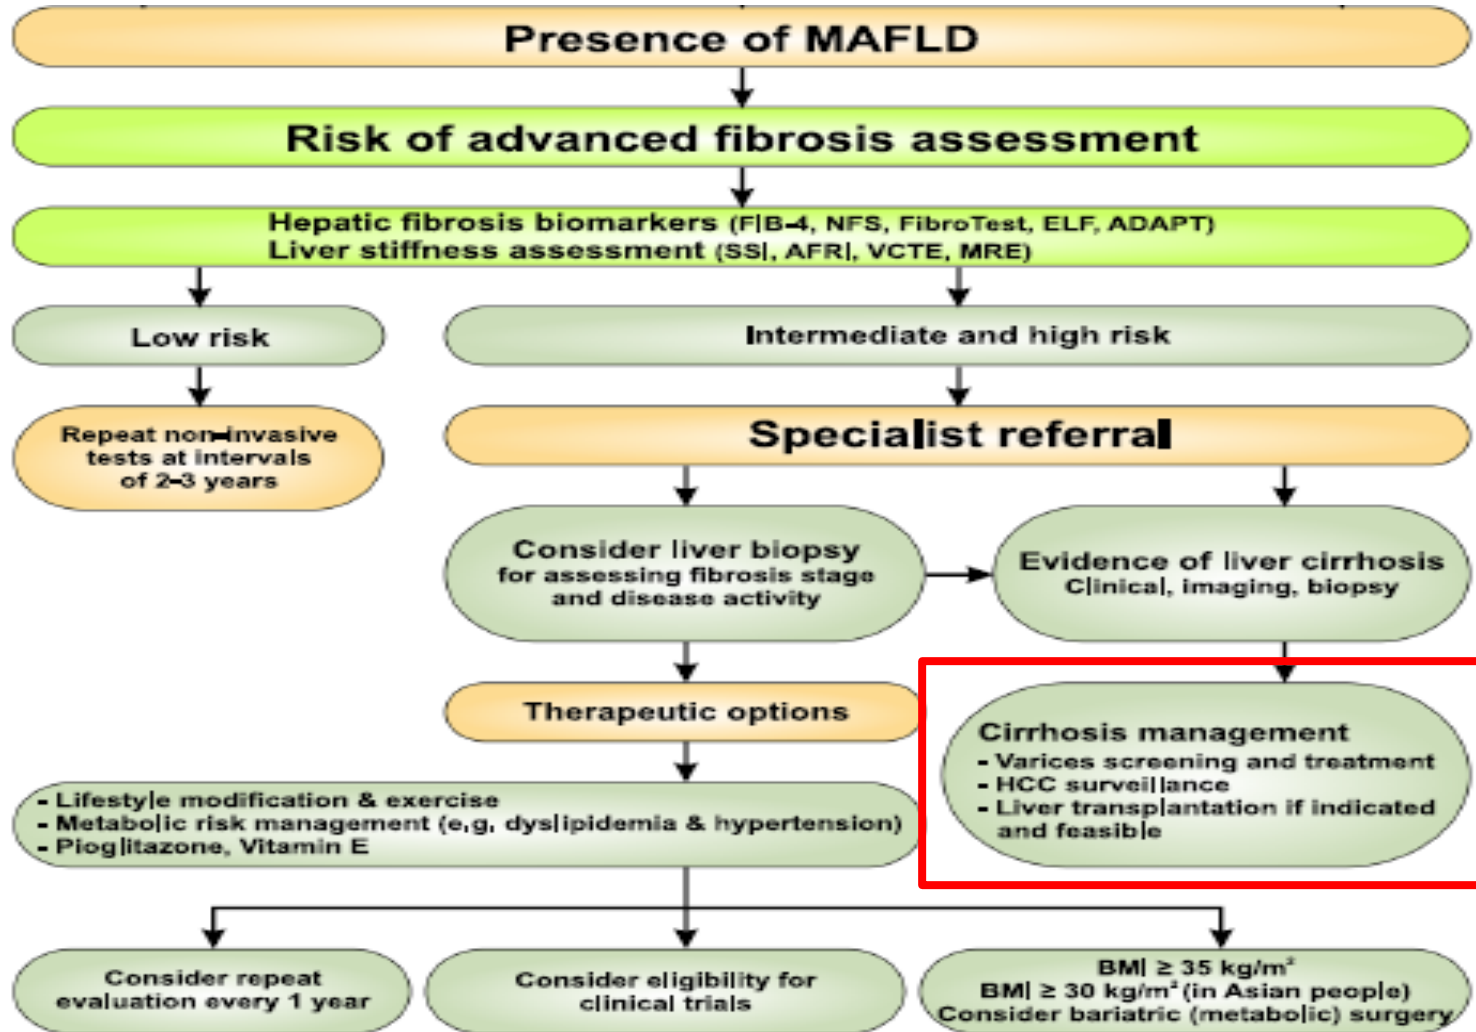 Presence of MAFLD
Risk of advanced fibrosis assessment
Hepatic fibrosis biomarkers (FIB-4, NFS, FibroTest, ELF, ADAPT)
Liver stiffness assessment (SSI, AFRI, VCTE, MRE)
Low risk
Intermediate and high risk
Repeat non-invasive
tests at intervals
of 2-3 years
Specialist referral
Consider liver biopsy
for assessing fibrosis stage
and disease activity
Evidence of liver cirrhosis
Clinical, imaging, biopsy
Therapeutic options
Cirrhosis management
- Varices screening and treatment
- HCC surveillance
- Liver transplantation if indicated
and feasible
- Lifestyle modification & exercise
- Metabolic risk management (e.g, dyslipidemia & hypertension)
- Pioglitazone, Vitamin E
Consider repeat
evaluation every 1 year
Consider eligibility for
clinical trials
BMI ≥ 35 kg/m²
BMI ≥ 30 kg/m² (in Asian people)
Consider bariatric (metabolic) surgery